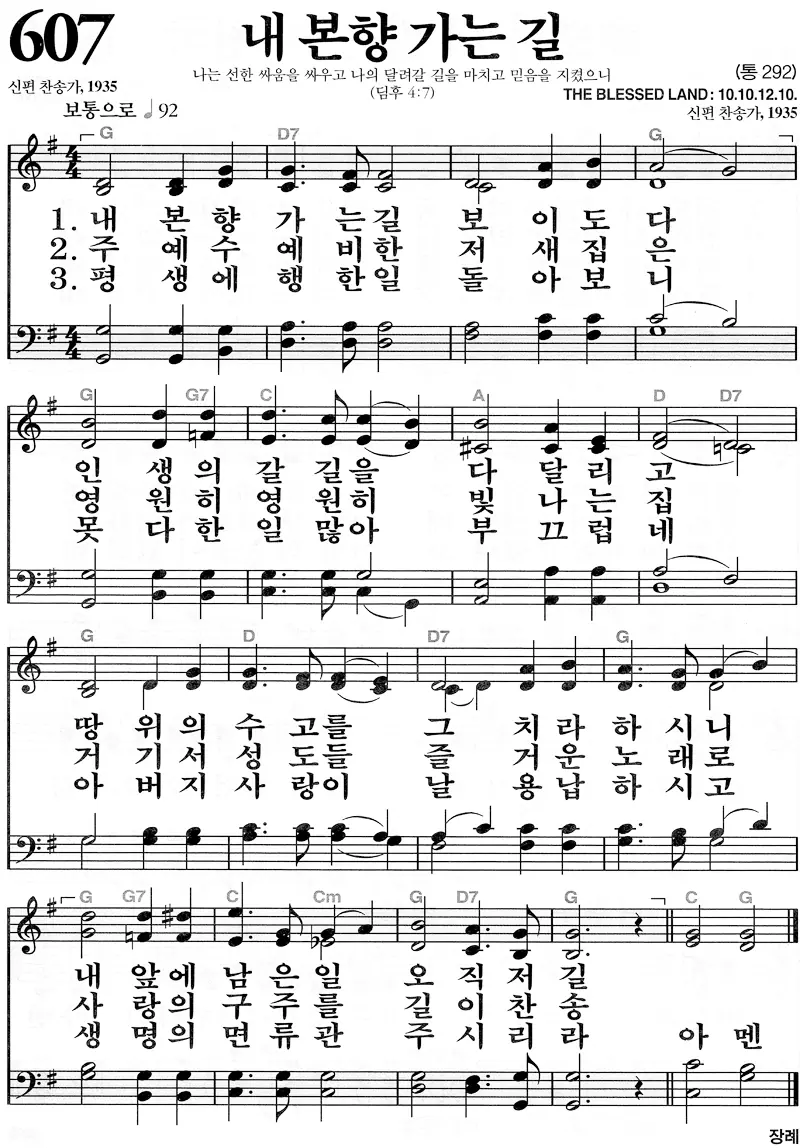 607
내 본향 가는 길
나는 선한 싸움을 싸우고 나의 달려갈 길을 마치고 믿음을 지켰으니
(딤후 4:7)
(통 292)
신편 찬송가, 1935
THE BLESSED LAND: 10.10.12.10.
보통으로 ♩92
신편 찬송가, 1935
G D7 G
1. 내 본 향 가 는 길 보 이 도 다
2. 주 예 수 예 비 한 저 새 집 은
3. 평 생 에 행 한 일 돌 아 보 니
G G7 C A D D7
인 생 의 갈 길 을 다 달 리 고
영 원 히 영 원 히 빛 나 는 집
못 다 한 일 많 아 부 끄 럽 네
G D D7 G
땅 위 의 수 고 를 그 치 라 하 시 니
거 기 서 성 도 들 즐 거 운 노 래 로
아 버 지 사 랑 이 날 용 납 하 시 고
G G7 C Cm G D7 G C G
내 앞 에 남 은 일 오 직 저 길
사 랑 의 구 주 를 길 이 찬 송
생 명 의 면 류 관 주 시 리 라 아 멘
장례